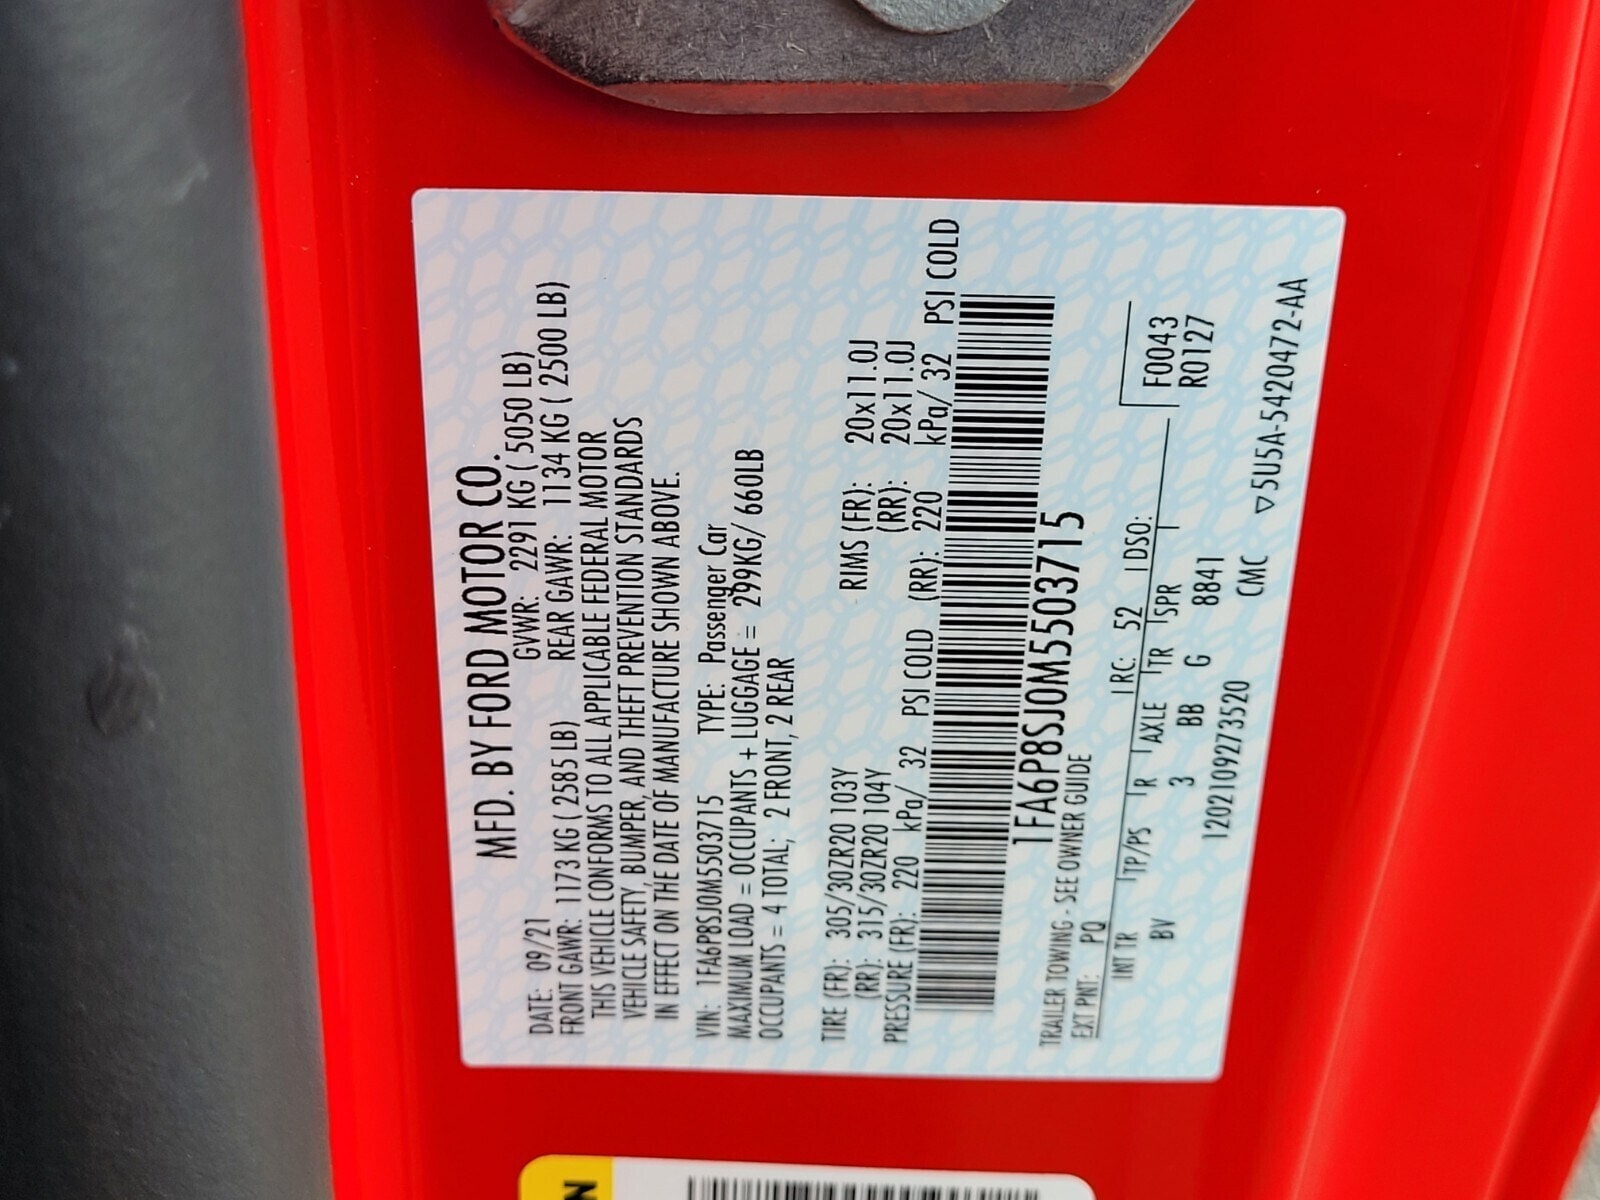 MFD. BY FORD MOTOR CO.
DATE: 09/21 GVWR: 2291 KG ( 5050 LB)
FRONT GAWR: 1173 KG ( 2585 LB) REAR GAWR: 1134 KG ( 2500 LB)
THIS VEHICLE CONFORMS TO ALL APPLICABLE FEDERAL MOTOR
VEHICLE SAFETY, BUMPER, AND THEFT PREVENTION STANDARDS
IN EFFECT ON THE DATE OF MANUFACTURE SHOWN ABOVE.
VIN: 1FA6P8SJ0M5503715 TYPE: Passenger Car
MAXIMUM LOAD = OCCUPANTS + LUGGAGE = 299KG/ 660LB
OCCUPANTS = 4 TOTAL; 2 FRONT, 2 REAR
TIRE (FR): 305/30ZR20 103Y RIMS (FR): 20x11.0J
(RR): 315/30ZR20 104Y (RR): 20x11.0J
PRESSURE (FR): 220 kPa/ 32 PSI COLD (RR): 220 kPa/ 32 PSI COLD
1FA6P8SJ0M5503715
TRAILER TOWING - SEE OWNER GUIDE
EXT PNT: PQ RC: 52 DSO:
INT TR TP/PS R AXLE TR SPR F0043
BV 3 BB G 8841 R0127
1202109273520 CMC ▽5U5A-5420472-AA
N